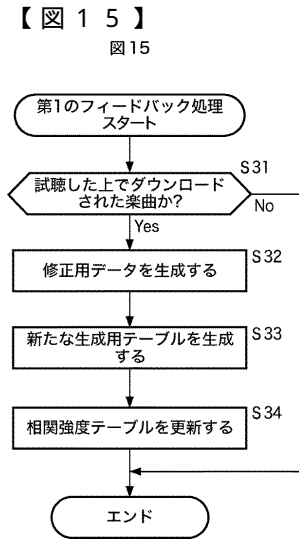 【図１５】
図15
第1のフィードバック処理
スタート
S31
試聴した上でダウンロード
された楽曲か?
No
Yes
S32
修正用データを生成する
S33
新たな生成用テーブルを生成
する
S34
相関強度テーブルを更新する
エンド